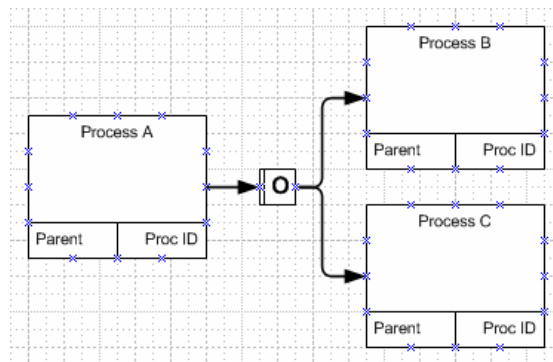 Process A
Parent Proc ID
O
Process B
Parent Proc ID
Process C
Parent Proc ID